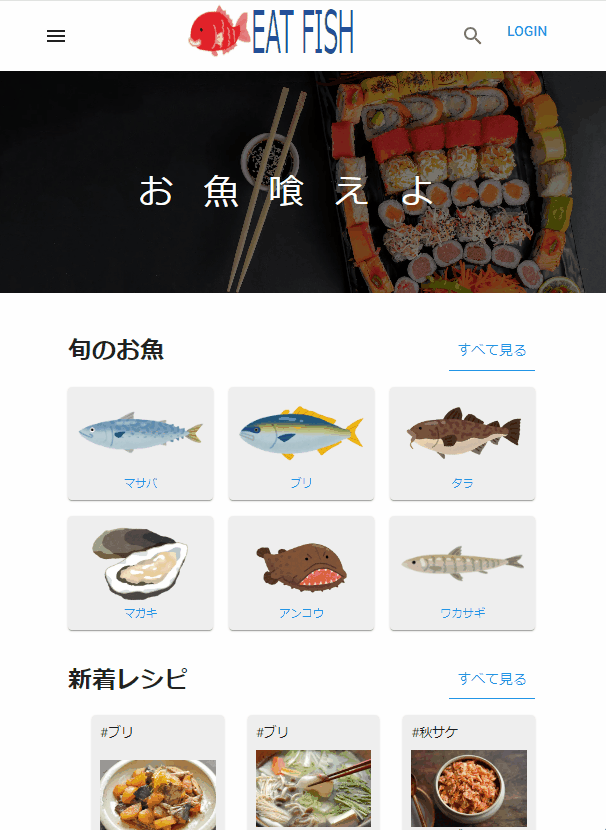 EAT FISH
LOGIN
お魚喰えよ
旬のお魚
すべて見る
マサバ
ブリ
タラ
マガキ
アンコウ
ワカサギ
新着レシピ
すべて見る
#ブリ
#ブリ
#秋サケ